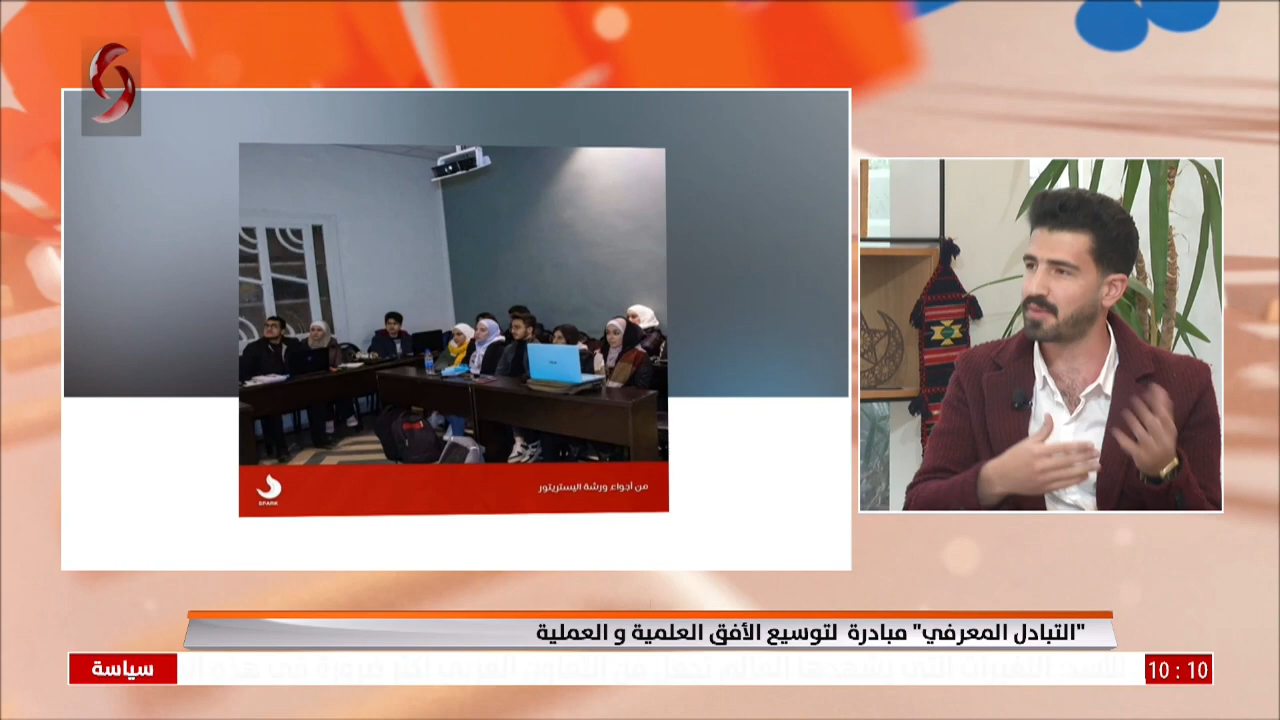 من أجواء ورشة اليستريتور
SPARK
"التبادل المعرفي" مبادرة لتوسيع الأفق العلمية و العملية
سياسة
10 : 10